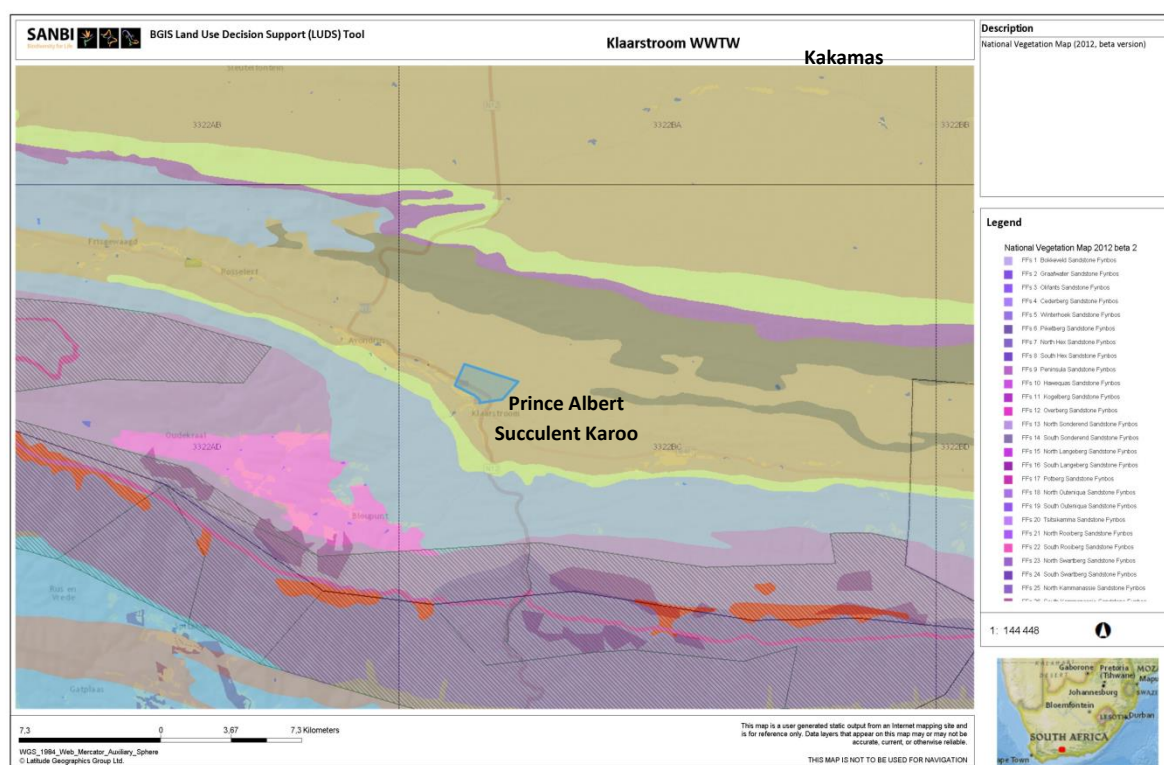 SANBI
Biodiversity for Life
BGIS Land Use Decision Support (LUDS) Tool
Klaarstroom WWTW
Kakamas
Description
National Vegetation Map (2012, beta version)
3322AB
3322BA
3322BB
Frisgewaagd
Rosselest
Prince Albert
Succulent Karoo
Klaarstroom
Oudekraal
3322AD
3322BC
3322BD
Bloupunt
Rus en
Vrede
Gatplaas
Legend
National Vegetation Map 2012 beta 2
FFs 1 Bokkeveld Sandstone Fynbos
FFs 2 Graafwater Sandstone Fynbos
FFs 3 Olifants Sandstone Fynbos
FFs 4 Cederberg Sandstone Fynbos
FFs 5 Winterhoek Sandstone Fynbos
FFs 6 Piketberg Sandstone Fynbos
FFs 7 North Hex Sandstone Fynbos
FFs 8 South Hex Sandstone Fynbos
FFs 9 Peninsula Sandstone Fynbos
FFs 10 Hawequas Sandstone Fynbos
FFs 11 Kogelberg Sandstone Fynbos
FFs 12 Overberg Sandstone Fynbos
FFs 13 North Sonderend Sandstone Fynbos
FFs 14 South Sonderend Sandstone Fynbos
FFs 15 North Langeberg Sandstone Fynbos
FFs 16 South Langeberg Sandstone Fynbos
FFs 17 Potberg Sandstone Fynbos
FFs 18 North Outeniqua Sandstone Fynbos
FFs 19 South Outeniqua Sandstone Fynbos
FFs 20 Tsitsikamma Sandstone Fynbos
FFs 21 North Rooiberg Sandstone Fynbos
FFs 22 South Rooiberg Sandstone Fynbos
FFs 23 North Swartberg Sandstone Fynbos
FFs 24 South Swartberg Sandstone Fynbos
FFs 25 North Kammanassie Sandstone Fynbos
1: 144 448
Gaborone Pretoria MOZ
(Tshwane) Mapu
Johannesburg SWAZI
Bloemfontein
LESOTHO Durban
SOUTH AFRICA
ape Town
7,3 0 3,67 7,3 Kilometers
WGS_1984_Web_Mercator_Auxiliary_Sphere
© Latitude Geographics Group Ltd.
This map is a user generated static output from an Internet mapping site and
is for reference only. Data layers that appear on this map may or may not be
accurate, current, or otherwise reliable.
THIS MAP IS NOT TO BE USED FOR NAVIGATION